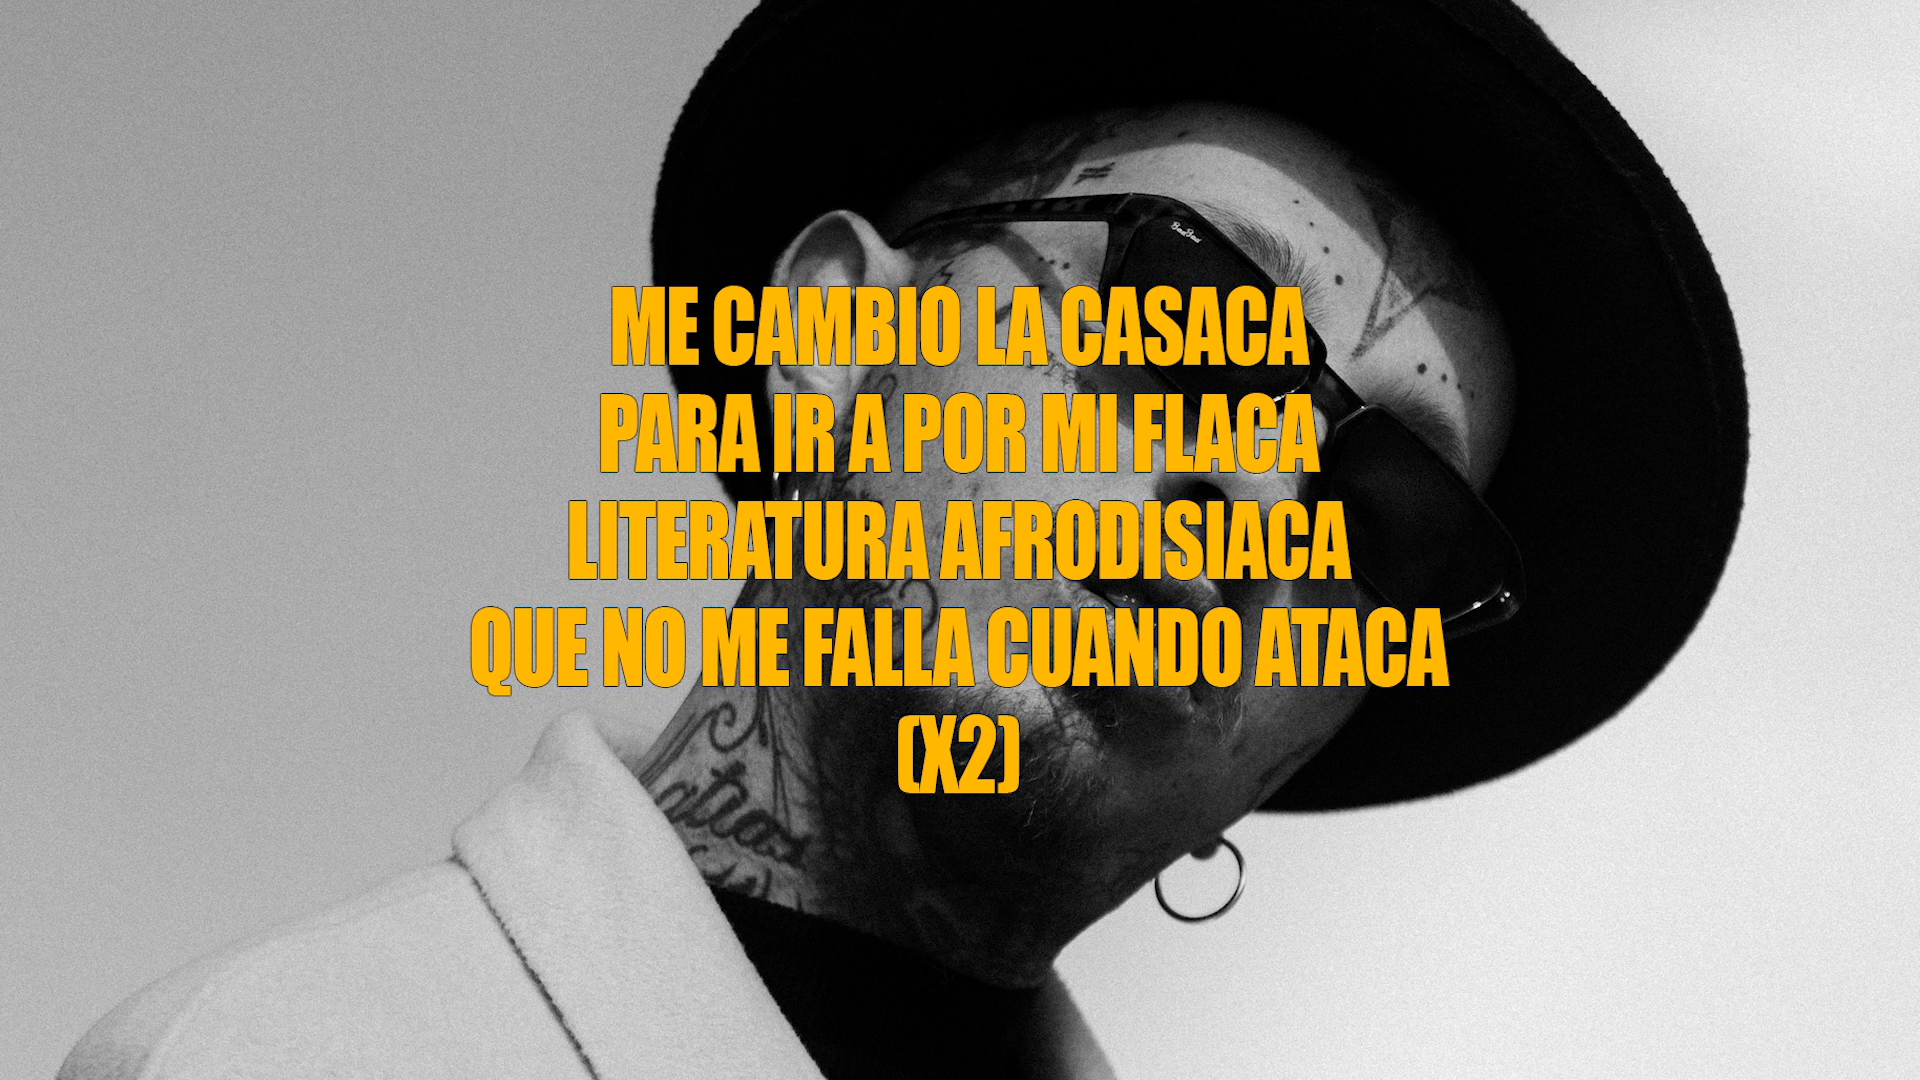 ME CAMBIO LA CASACA
PARA IR A POR MI FLACA
LITERATURA AFRODISIACA
QUE NO ME FALLA CUANDO ATACA
(X2)